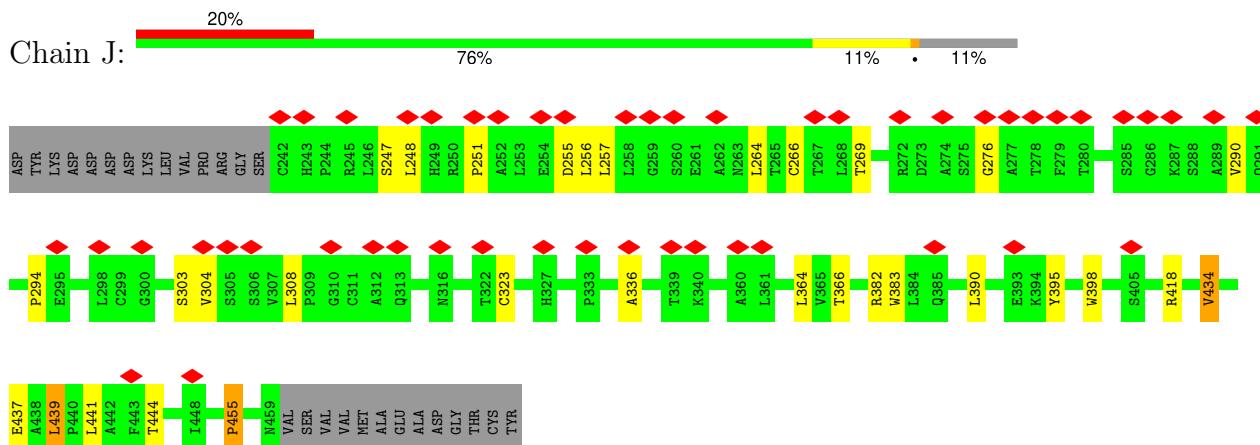 20%
Chain J:
76% 11% • 11%
ASP TYR LYS ASP ASP ASP ASP LYS LEU VAL PRO ARG GLY SER C242 H243 P244 R245 L246 S247 L248 H249 R250 P251 A252 L253 E254 D255 L256 L257 L258 G259 S260 E261 A262 N263 L264 T265 C266 T267 L268 T269 R272 D273 A274 S275 G276 A277 T278 F279 T280 S285 G286 K287 S288 A289 V290 Q291
P294 E295 L298 C299 G300 S303 V304 S305 S306 V307 L308 P309 G310 C311 A312 Q313 N316 T322 C323 H327 P333 A336 T339 K340 A360 L361 L364 V365 T366 R382 W383 L384 Q385 L390 E393 K394 Y395 W398 S405 R418 V434
E437 A438 L439 P440 L441 A442 F443 T444 I448 P455 N459 VAL SER VAL VAL MET ALA GLU ALA ASP GLY THR CYS TYR